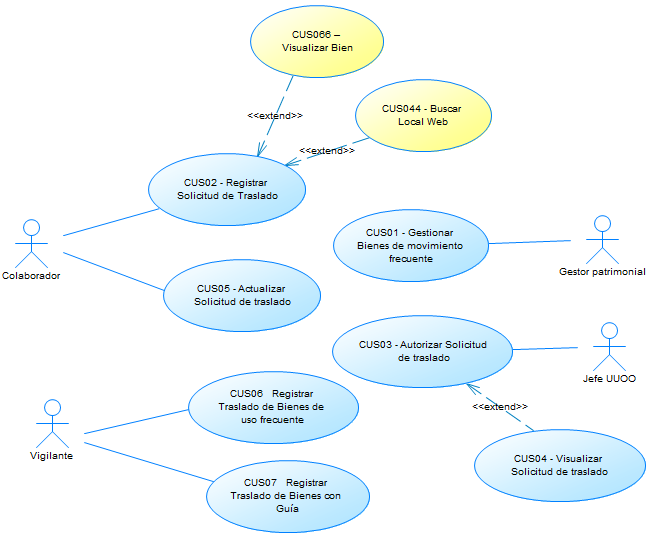 CUS066 –
Visualizar Bien
CUS044 - Buscar
Local Web
<<extend>>
<<extend>>
CUS02 - Registrar
Solicitud de Traslado
CUS01 - Gestionar
Bienes de movimiento
frecuente
Colaborador
Gestor patrimonial
CUS05 - Actualizar
Solicitud de traslado
CUS03 - Autorizar Solicitud
de traslado
Jefe UUOO
CUS06 Registrar
Traslado de Bienes de
uso frecuente
<<extend>>
Vigilante
CUS04 - Visualizar
Solicitud de traslado
CUS07 Registrar
Traslado de Bienes con
Guía